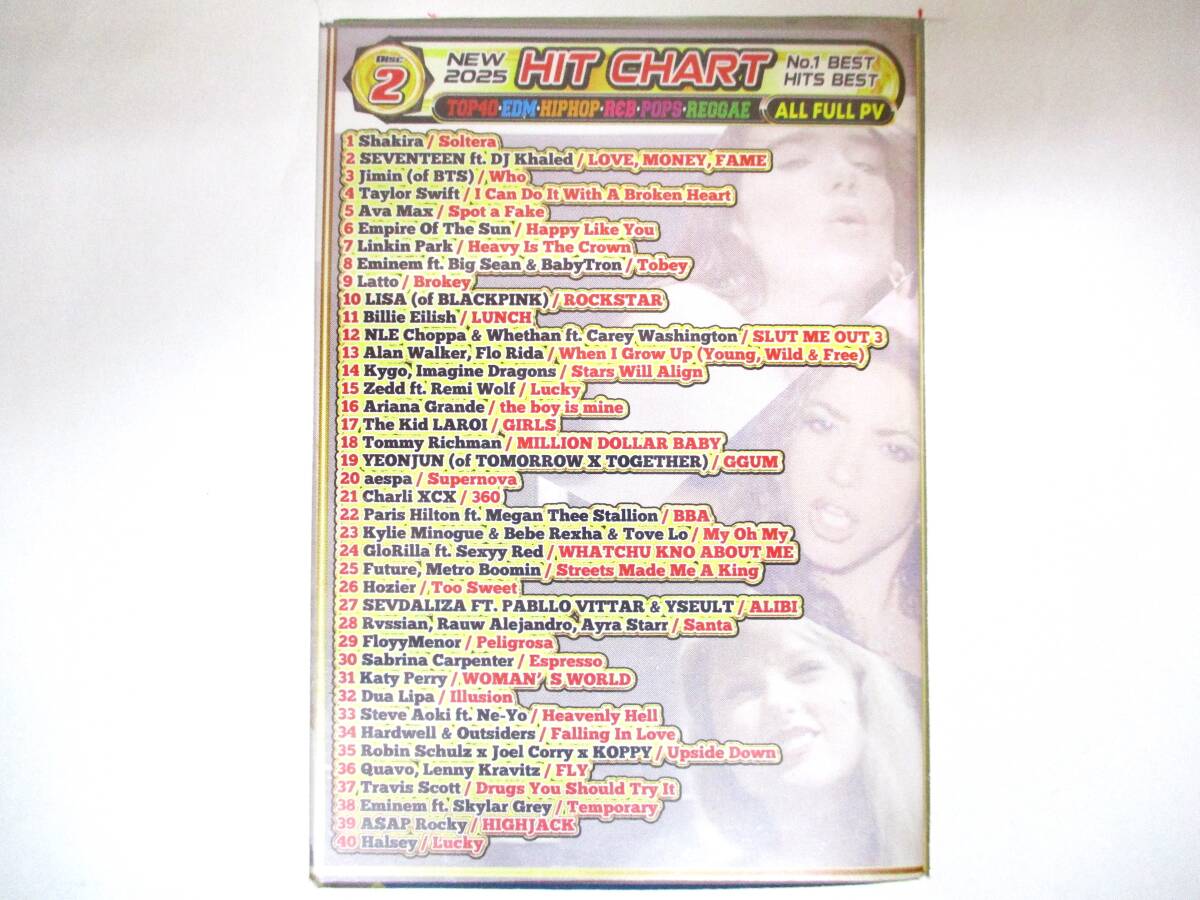 Disc 2
NEW 2025
HIT CHART
No.1 BEST HITS BEST
TOP40·EDM·HIPHOP·R&B·POPS·REGGAE
ALL FULL PV
1 Shakira / Soltera
2 SEVENTEEN ft. DJ Khaled / LOVE, MONEY, FAME
3 Jimin (of BTS) / Who
4 Taylor Swift / I Can Do It With A Broken Heart
5 Ava Max / Spot a Fake
6 Empire Of The Sun / Happy Like You
7 Linkin Park / Heavy Is The Crown
8 Eminem ft. Big Sean & BabyTron / Tobey
9 Latto / Brokey
10 LISA (of BLACKPINK) / ROCKSTAR
11 Billie Eilish / LUNCH
12 NLE Choppa & Whethan ft. Carey Washington / SLUT ME OUT 3
13 Alan Walker, Flo Rida / When I Grow Up (Young, Wild & Free)
14 Kygo, Imagine Dragons / Stars Will Align
15 Zedd ft. Remi Wolf / Lucky
16 Ariana Grande / the boy is mine
17 The Kid LAROI / GIRLS
18 Tommy Richman / MILLION DOLLAR BABY
19 YEONJUN (of TOMORROW X TOGETHER) / GGUM
20 aespa / Supernova
21 Charli XCX / 360
22 Paris Hilton ft. Megan Thee Stallion / BBA
23 Kylie Minogue & Bebe Rexha & Tove Lo / My Oh My
24 GloRilla ft. Sexyy Red / WHATCHU KNO ABOUT ME
25 Future, Metro Boomin / Streets Made Me A King
26 Hozier / Too Sweet
27 SEVDALIZA FT. PABLLO VITTAR & YSEULT / ALIBI
28 Rvssian, Rauw Alejandro, Ayra Starr / Santa
29 FloyyMenor / Peligrosa
30 Sabrina Carpenter / Espresso
31 Katy Perry / WOMAN' S WORLD
32 Dua Lipa / Illusion
33 Steve Aoki ft. Ne-Yo / Heavenly Hell
34 Hardwell & Outsiders / Falling In Love
35 Robin Schulz x Joel Corry x KOPPY / Upside Down
36 Quavo, Lenny Kravitz / FLY
37 Travis Scott / Drugs You Should Try It
38 Eminem ft. Skylar Grey / Temporary
39 ASAP Rocky / HIGHJACK
40 Halsey / Lucky